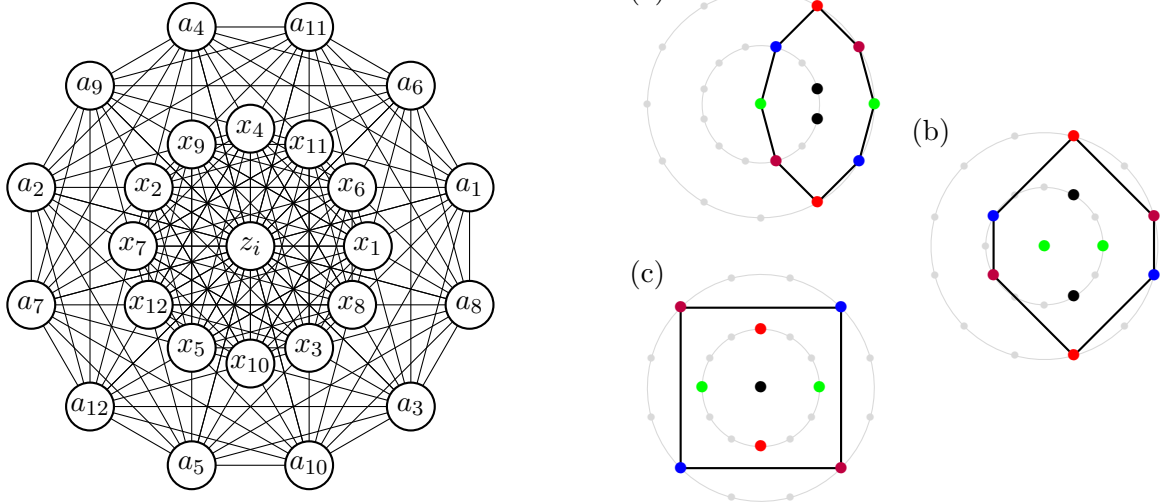 a₄ a₁₁
a₉ a₆
x₄
x₉ x₁₁
a₂ x₂ x₆ a₁
x₇ zᵢ x₁
a₇ x₁₂ x₈ a₈
x₅ x₃
x₁₀
a₁₂ a₃
a₅ a₁₀
(b)
(c)